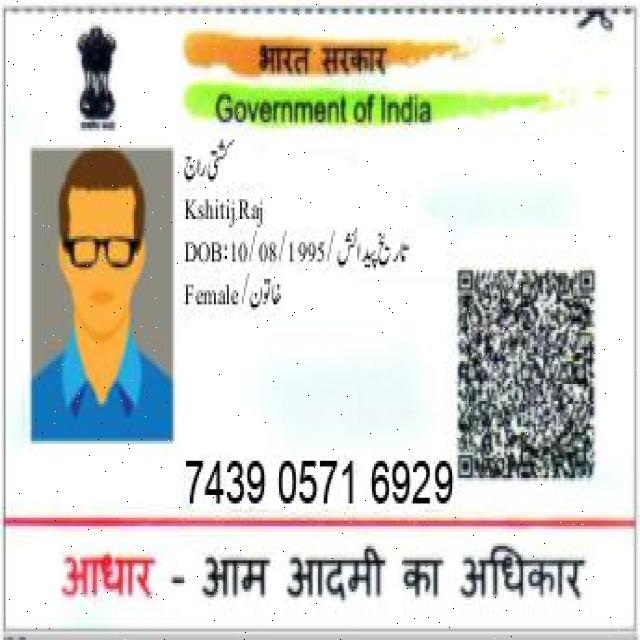 भारत सरकार
Government of India
کشتی راج
Kshitij Raj
DOB:10/08/1995/تاریخ پیدائش
Female/خاتون
7439 0571 6929
आधार - आम आदमी का अधिकार